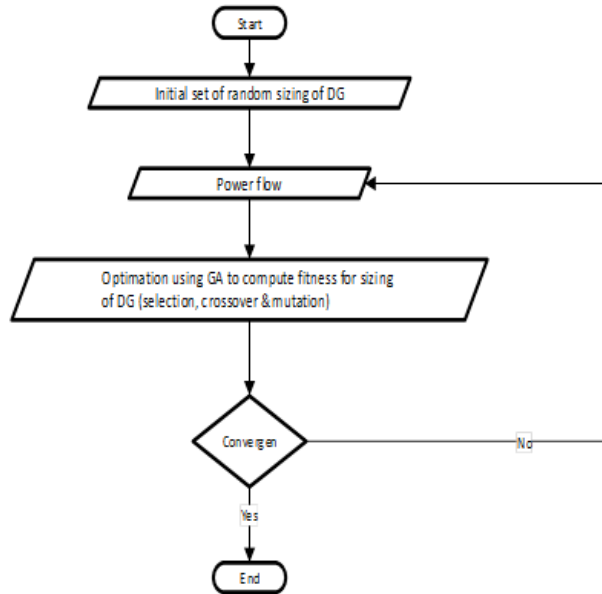 Start
Initial set of random sizing of DG
Power flow
Optimation using GA to compute fitness for sizing
of DG (selection, crossover & mutation)
Convergen
No
Yes
End